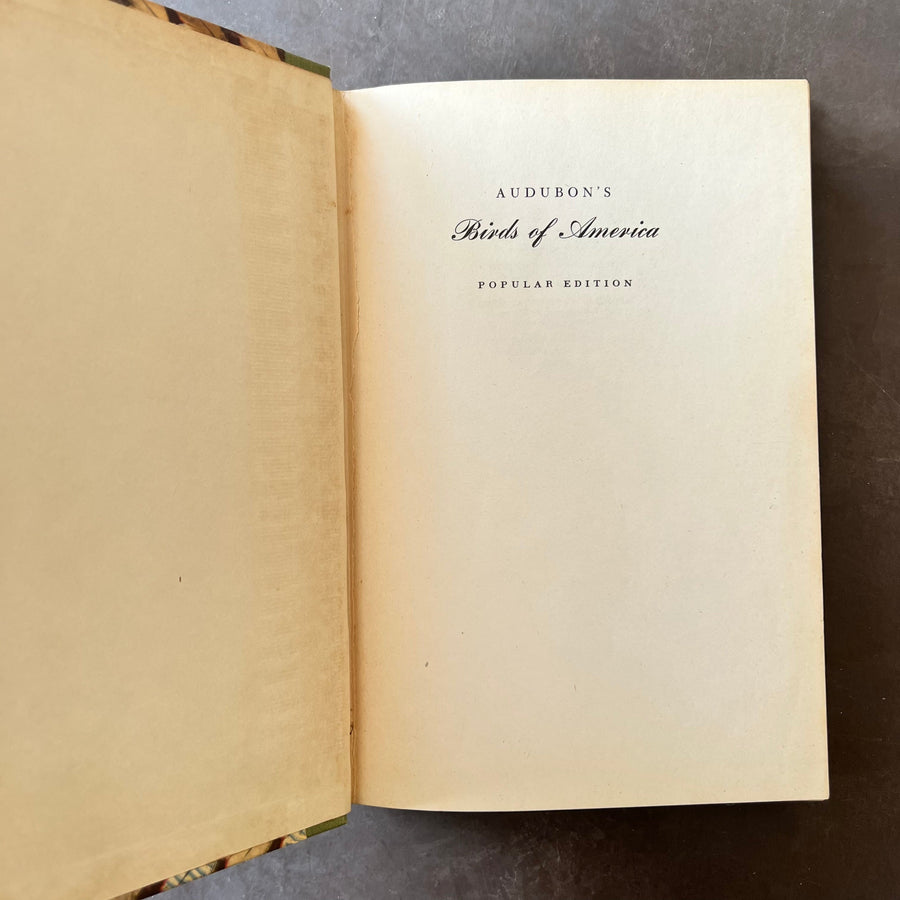 AUDUBON'S
Birds of America
POPULAR EDITION